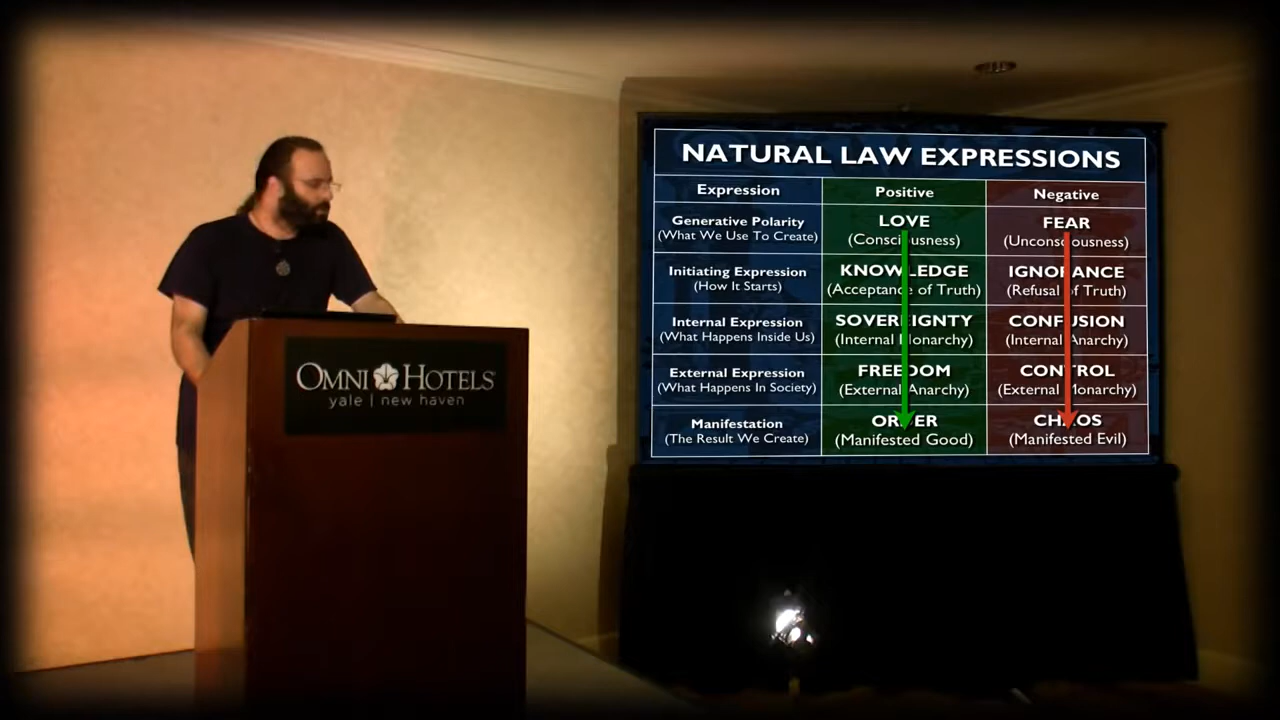 OMNI HOTELS
yale | new haven
NATURAL LAW EXPRESSIONS
Expression Positive Negative
Generative Polarity LOVE FEAR
(What We Use To Create) (Consciousness) (Unconsciousness)
Initiating Expression KNOWLEDGE IGNORANCE
(How It Starts) (Acceptance of Truth) (Refusal of Truth)
Internal Expression SOVEREIGNTY CONFUSION
(What Happens Inside Us) (Internal Monarchy) (Internal Anarchy)
External Expression FREEDOM CONTROL
(What Happens In Society) (External Anarchy) (External Monarchy)
Manifestation ORDER CHAOS
(The Result We Create) (Manifested Good) (Manifested Evil)